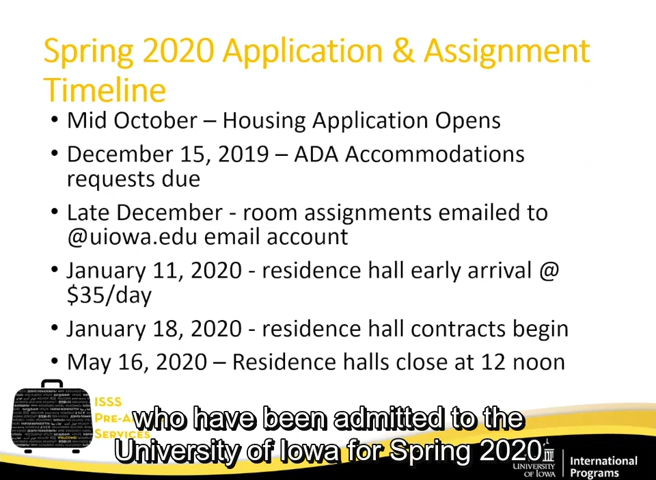 Spring 2020 Application & Assignment
Timeline
• Mid October – Housing Application Opens
• December 15, 2019 – ADA Accommodations
requests due
• Late December - room assignments emailed to
@uiowa.edu email account
• January 11, 2020 - residence hall early arrival @
$35/day
• January 18, 2020 - residence hall contracts begin
• May 16, 2020 – Residence halls close at 12 noon
ISSS
PRE-A
SERVICES
who have been admitted to the
University of Iowa for Spring 2020.
UNIVERSITY
OF IOWA
International
Programs